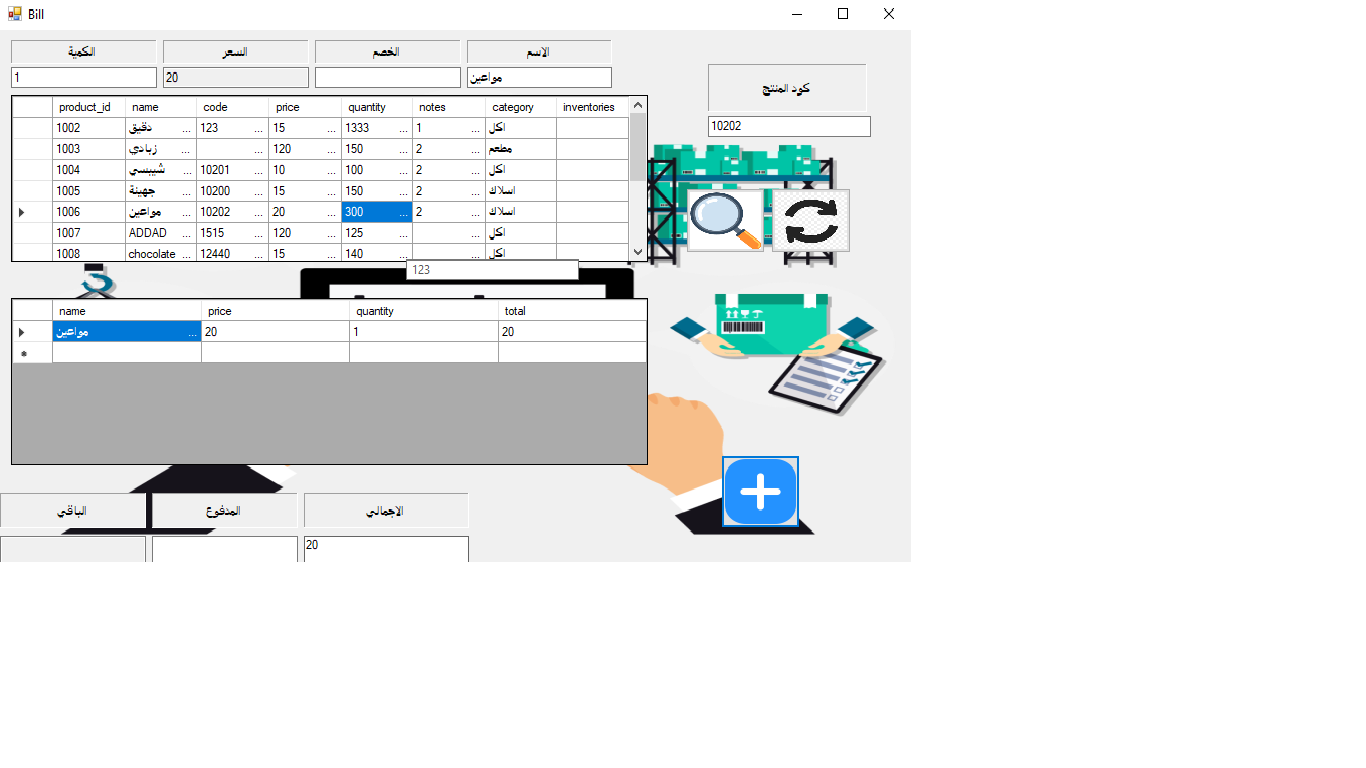 Bill
الكمية السعر الخصم الاسم
1 20 مواعين
كود المنتج
10202
product_id name code price quantity notes category inventories
1002 دقيق ... 123 ... 15 ... 1333 ... 1 ... اكل
1003 زبادي ... ... 120 ... 150 ... 2 ... مطعم
1004 شيبسي ... 10201 ... 10 ... 100 ... 2 ... اكل
1005 جهينة ... 10200 ... 15 ... 150 ... 2 ... اسلاك
1006 مواعين ... 10202 ... 20 ... 300 ... 2 ... اسلاك
1007 ADDAD ... 1515 ... 120 ... 125 ... ... اكل
1008 chocolate ... 12440 ... 15 ... 140 ... ... اكل
123
name price quantity total
مواعين ... 20 1 20
الباقي المدفوع الاجمالي
20